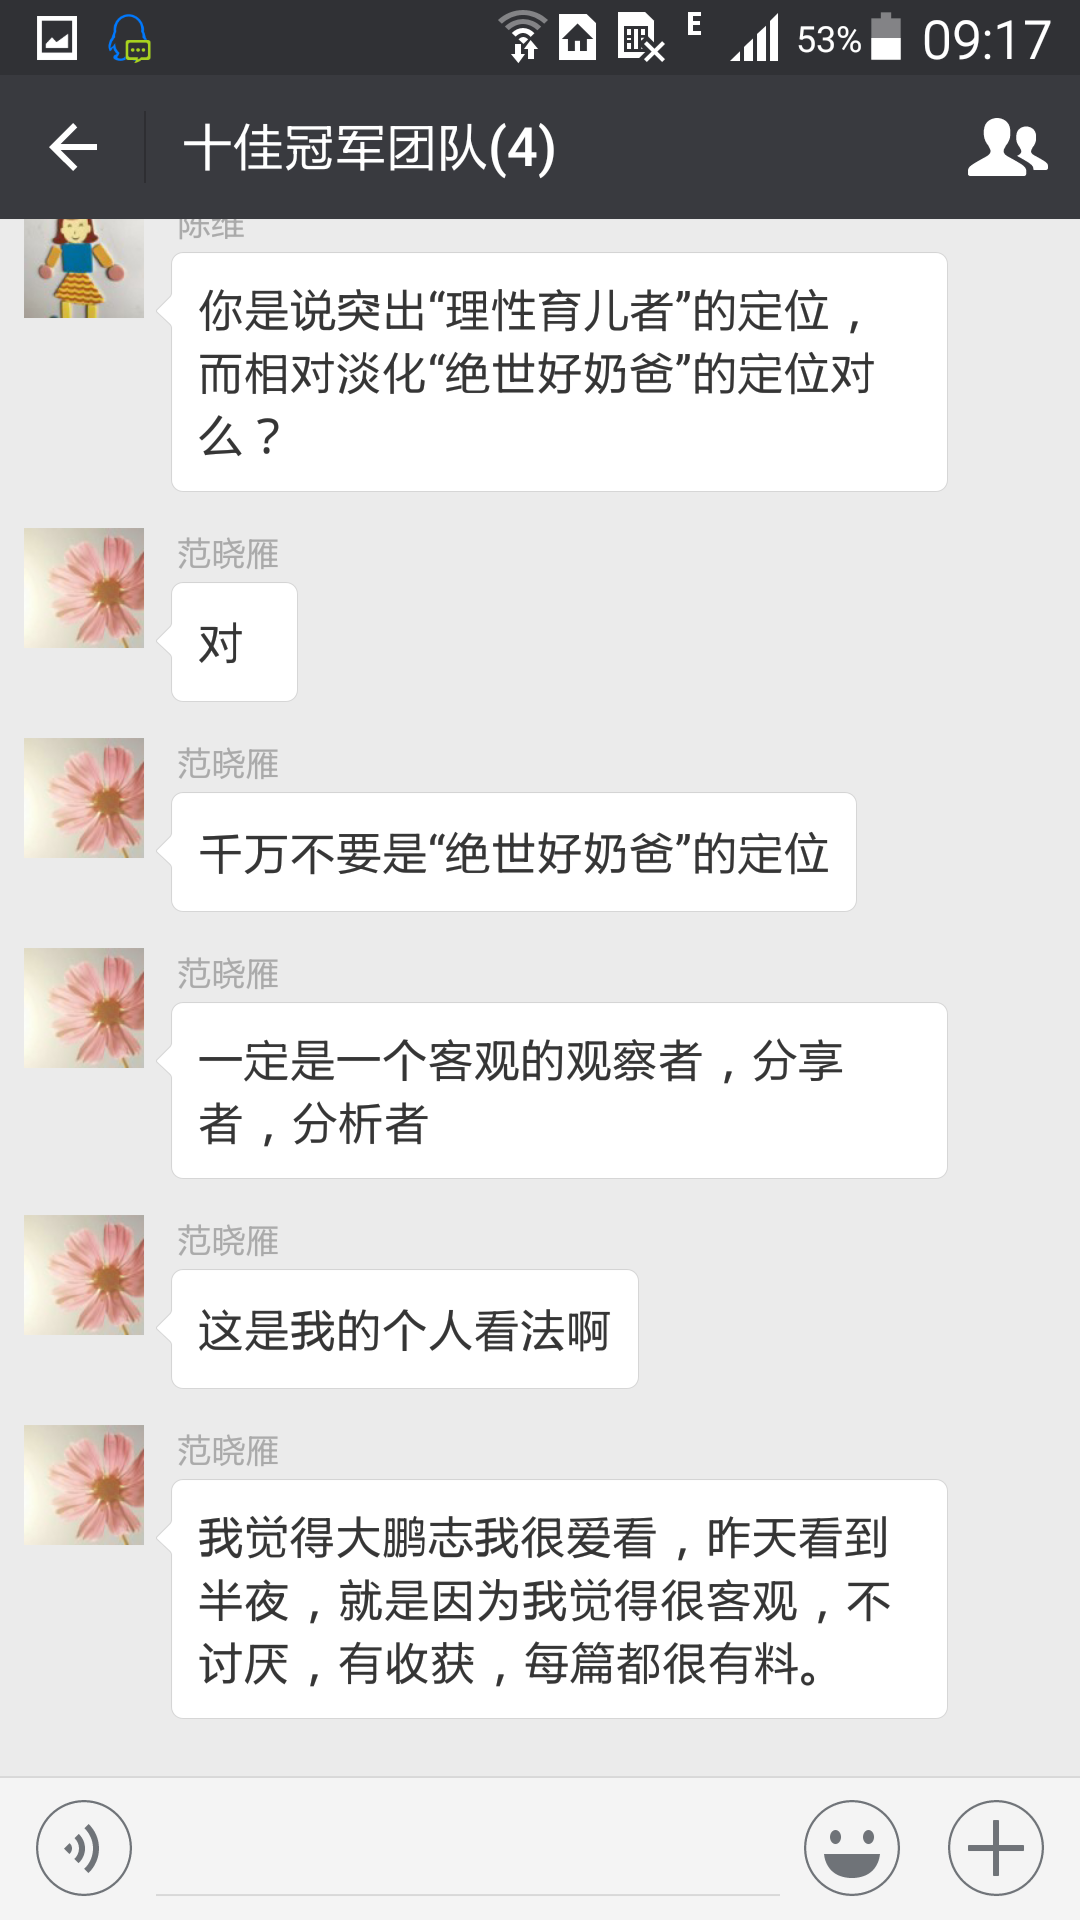 E 53% 09:17
十佳冠军团队(4)
陈维
你是说突出“理性育儿者”的定位，
而相对淡化“绝世好奶爸”的定位对
么？
范晓雁
对
范晓雁
千万不要是“绝世好奶爸”的定位
范晓雁
一定是一个客观的观察者，分享
者，分析者
范晓雁
这是我的个人看法啊
范晓雁
我觉得大鹏志我很爱看，昨天看到
半夜，就是因为我觉得很客观，不
讨厌，有收获，每篇都很有料。